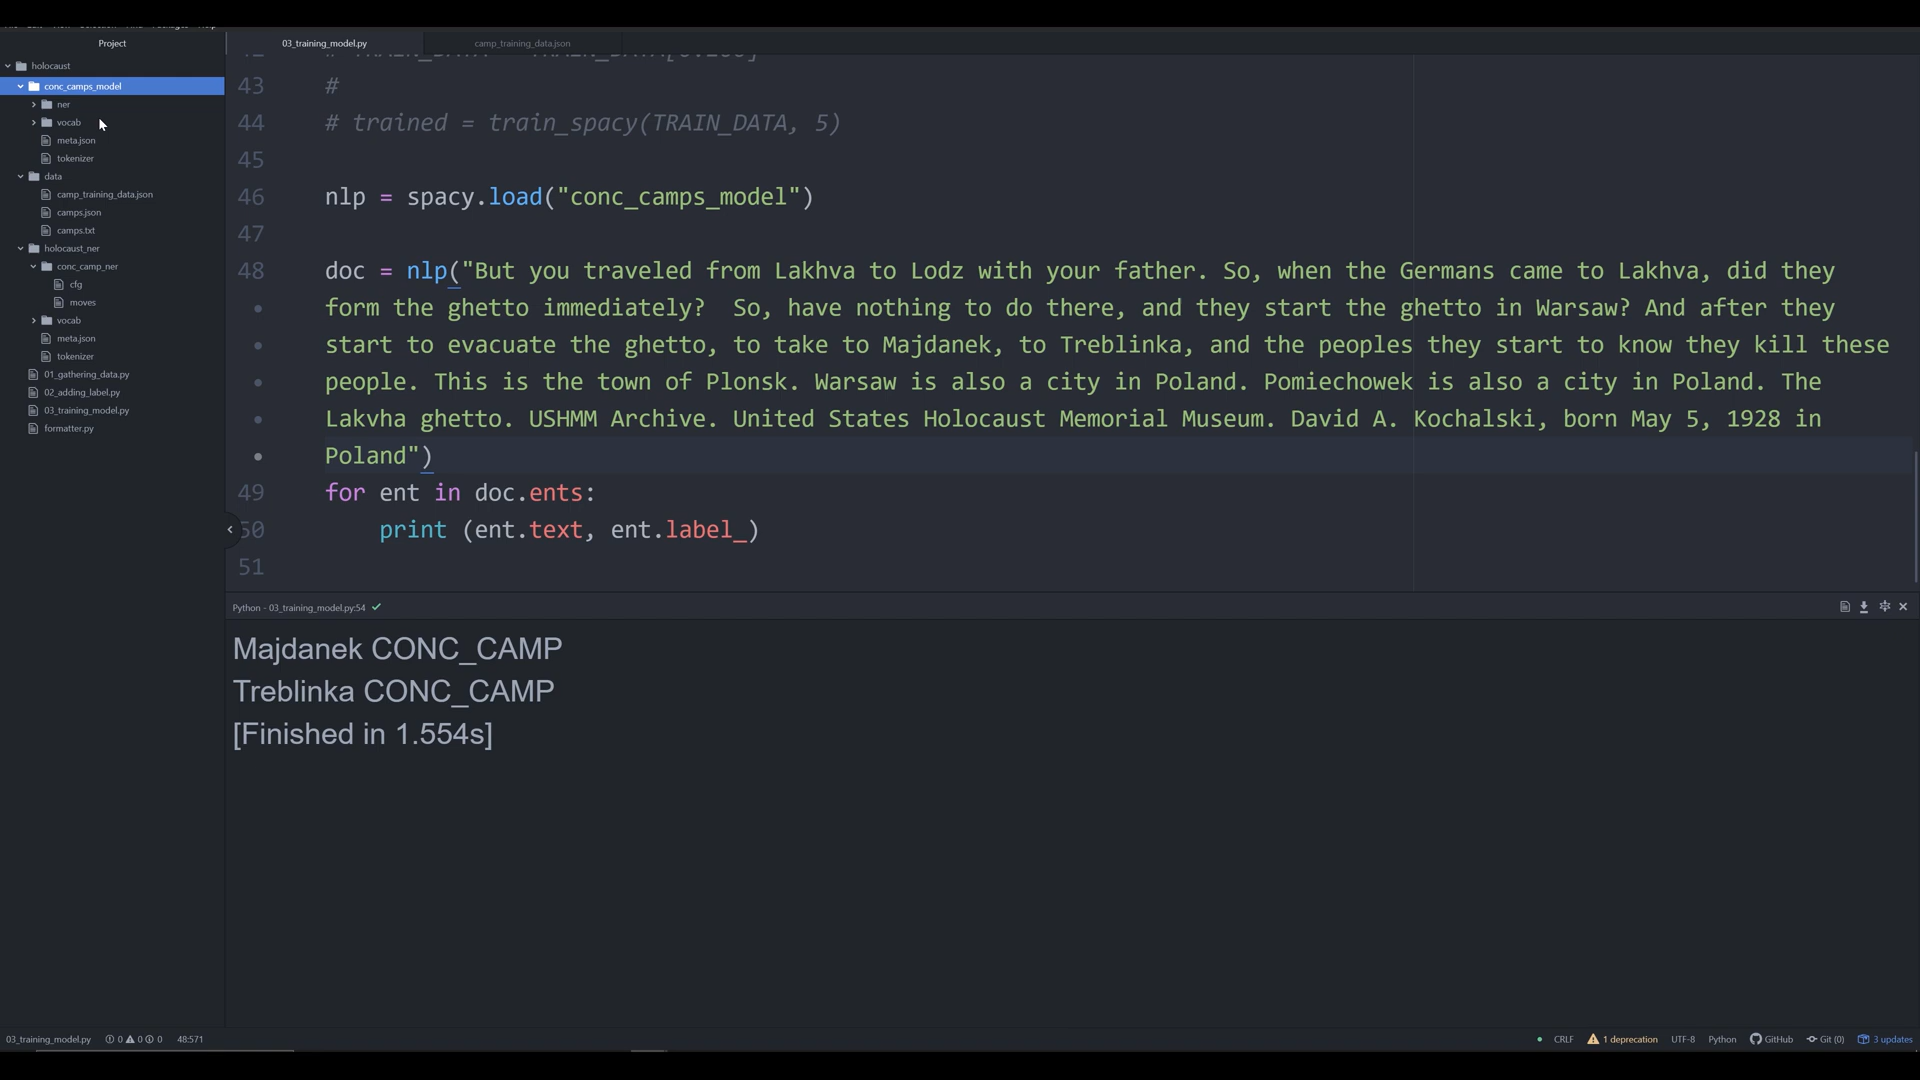 Project
holocaust
conc_camps_model
ner
vocab
meta.json
tokenizer
data
camp_training_data.json
camps.json
camps.txt
holocaust_ner
conc_camp_ner
cfg
moves
vocab
meta.json
tokenizer
01_gathering_data.py
02_adding_label.py
03_training_model.py
formatter.py
03_training_model.py
camp_training_data.json
43 #
44 # trained = train_spacy(TRAIN_DATA, 5)
45
46 nlp = spacy.load("conc_camps_model")
47
48 doc = nlp("But you traveled from Lakhva to Lodz with your father. So, when the Germans came to Lakhva, did they
form the ghetto immediately?  So, have nothing to do there, and they start the ghetto in Warsaw? And after they
start to evacuate the ghetto, to take to Majdanek, to Treblinka, and the peoples they start to know they kill these
people. This is the town of Plonsk. Warsaw is also a city in Poland. Pomiechowek is also a city in Poland. The
Lakvha ghetto. USHMM Archive. United States Holocaust Memorial Museum. David A. Kochalski, born May 5, 1928 in
Poland")
49 for ent in doc.ents:
50 print (ent.text, ent.label_)
51
Python - 03_training_model.py:54
Majdanek CONC_CAMP
Treblinka CONC_CAMP
[Finished in 1.554s]
03_training_model.py 0 0 0 48:571 CRLF 1 deprecation UTF-8 Python GitHub Git (0) 3 updates